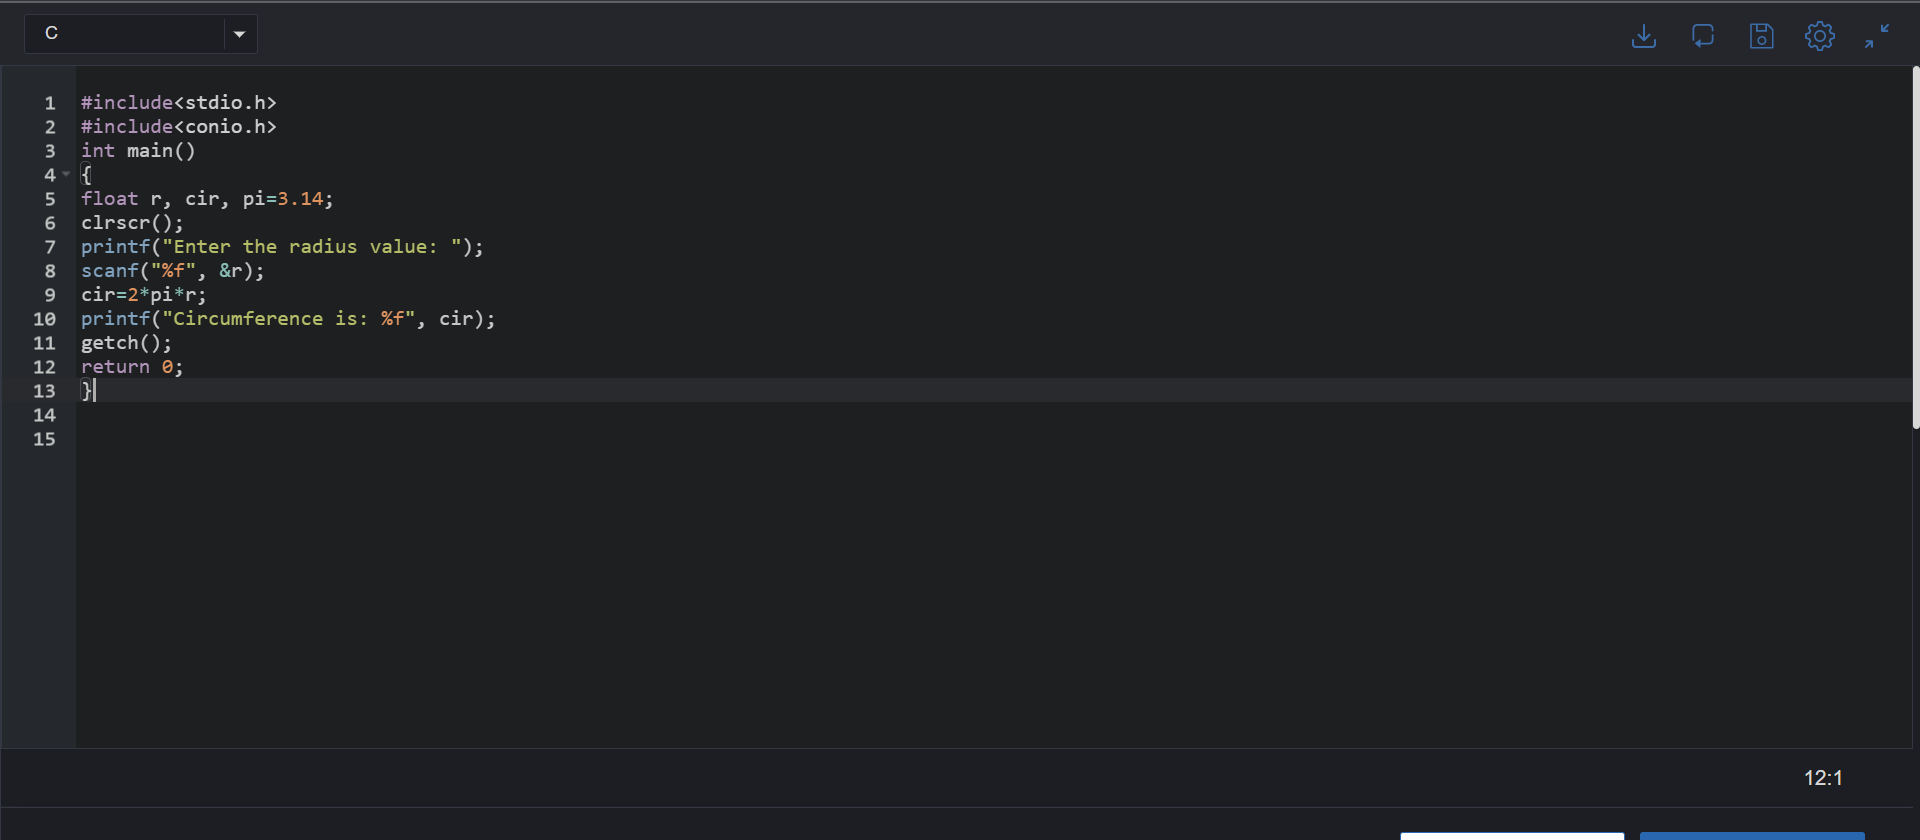 C
1 #include<stdio.h>
2 #include<conio.h>
3 int main()
4 {
5 float r, cir, pi=3.14;
6 clrscr();
7 printf("Enter the radius value: ");
8 scanf("%f", &r);
9 cir=2*pi*r;
10 printf("Circumference is: %f", cir);
11 getch();
12 return 0;
13 }
14
15
12:1